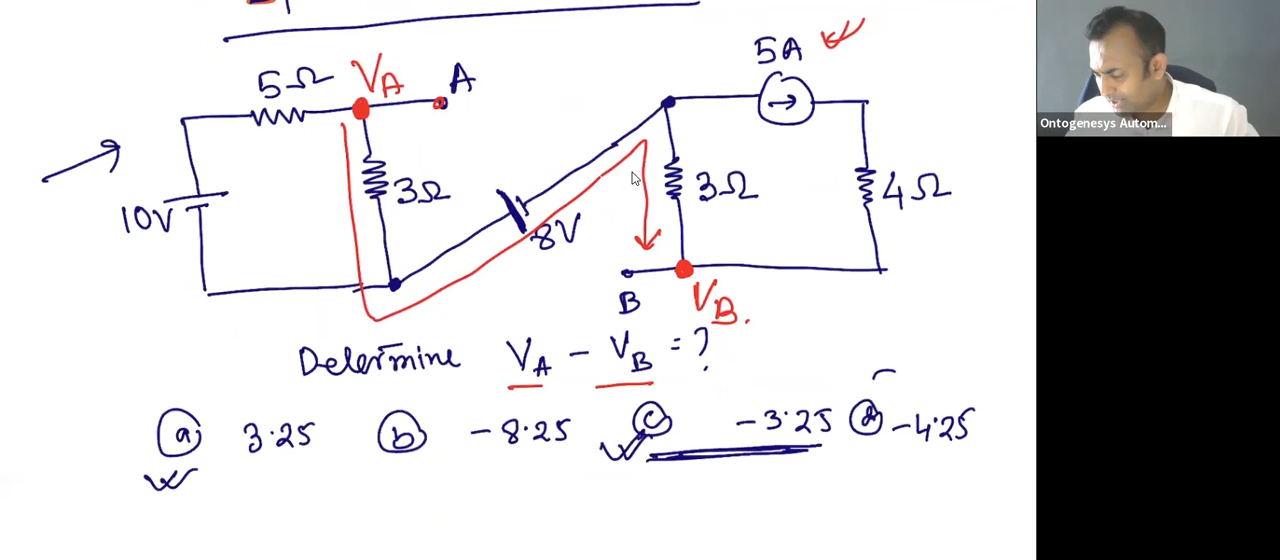 5A
5Ω VA A
Ontogenesys Autom...
3Ω 3Ω 4Ω
10V 8V
B VB.
Determine VA - VB = ?
a 3.25 b -8.25 c -3.25 d -4.25